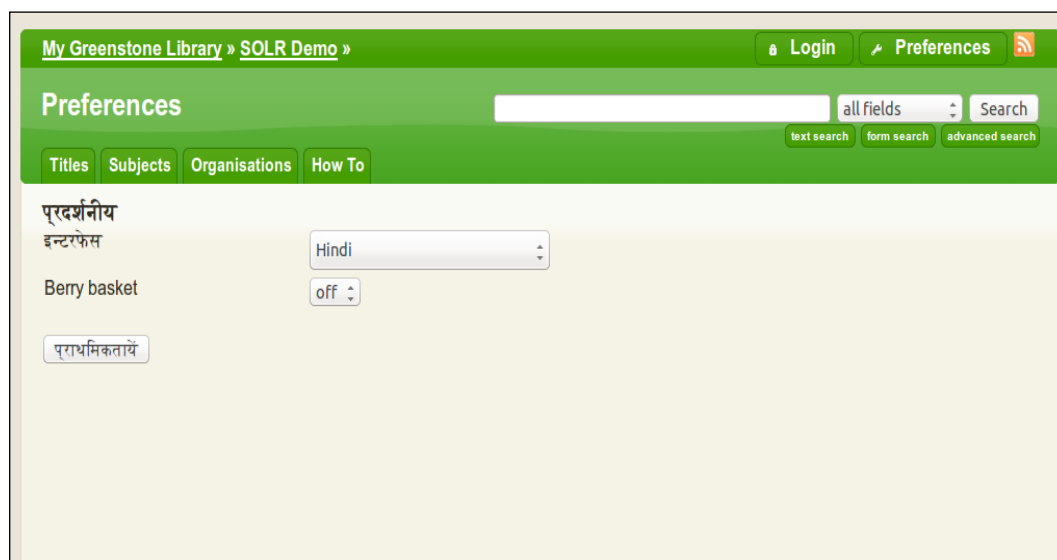 My Greenstone Library » SOLR Demo »
Login
Preferences
Preferences
all fields
Search
text search
form search
advanced search
Titles
Subjects
Organisations
How To
प्रदर्शनीय
इन्टरफेस
Hindi
Berry basket
off
प्राथमिकतायें